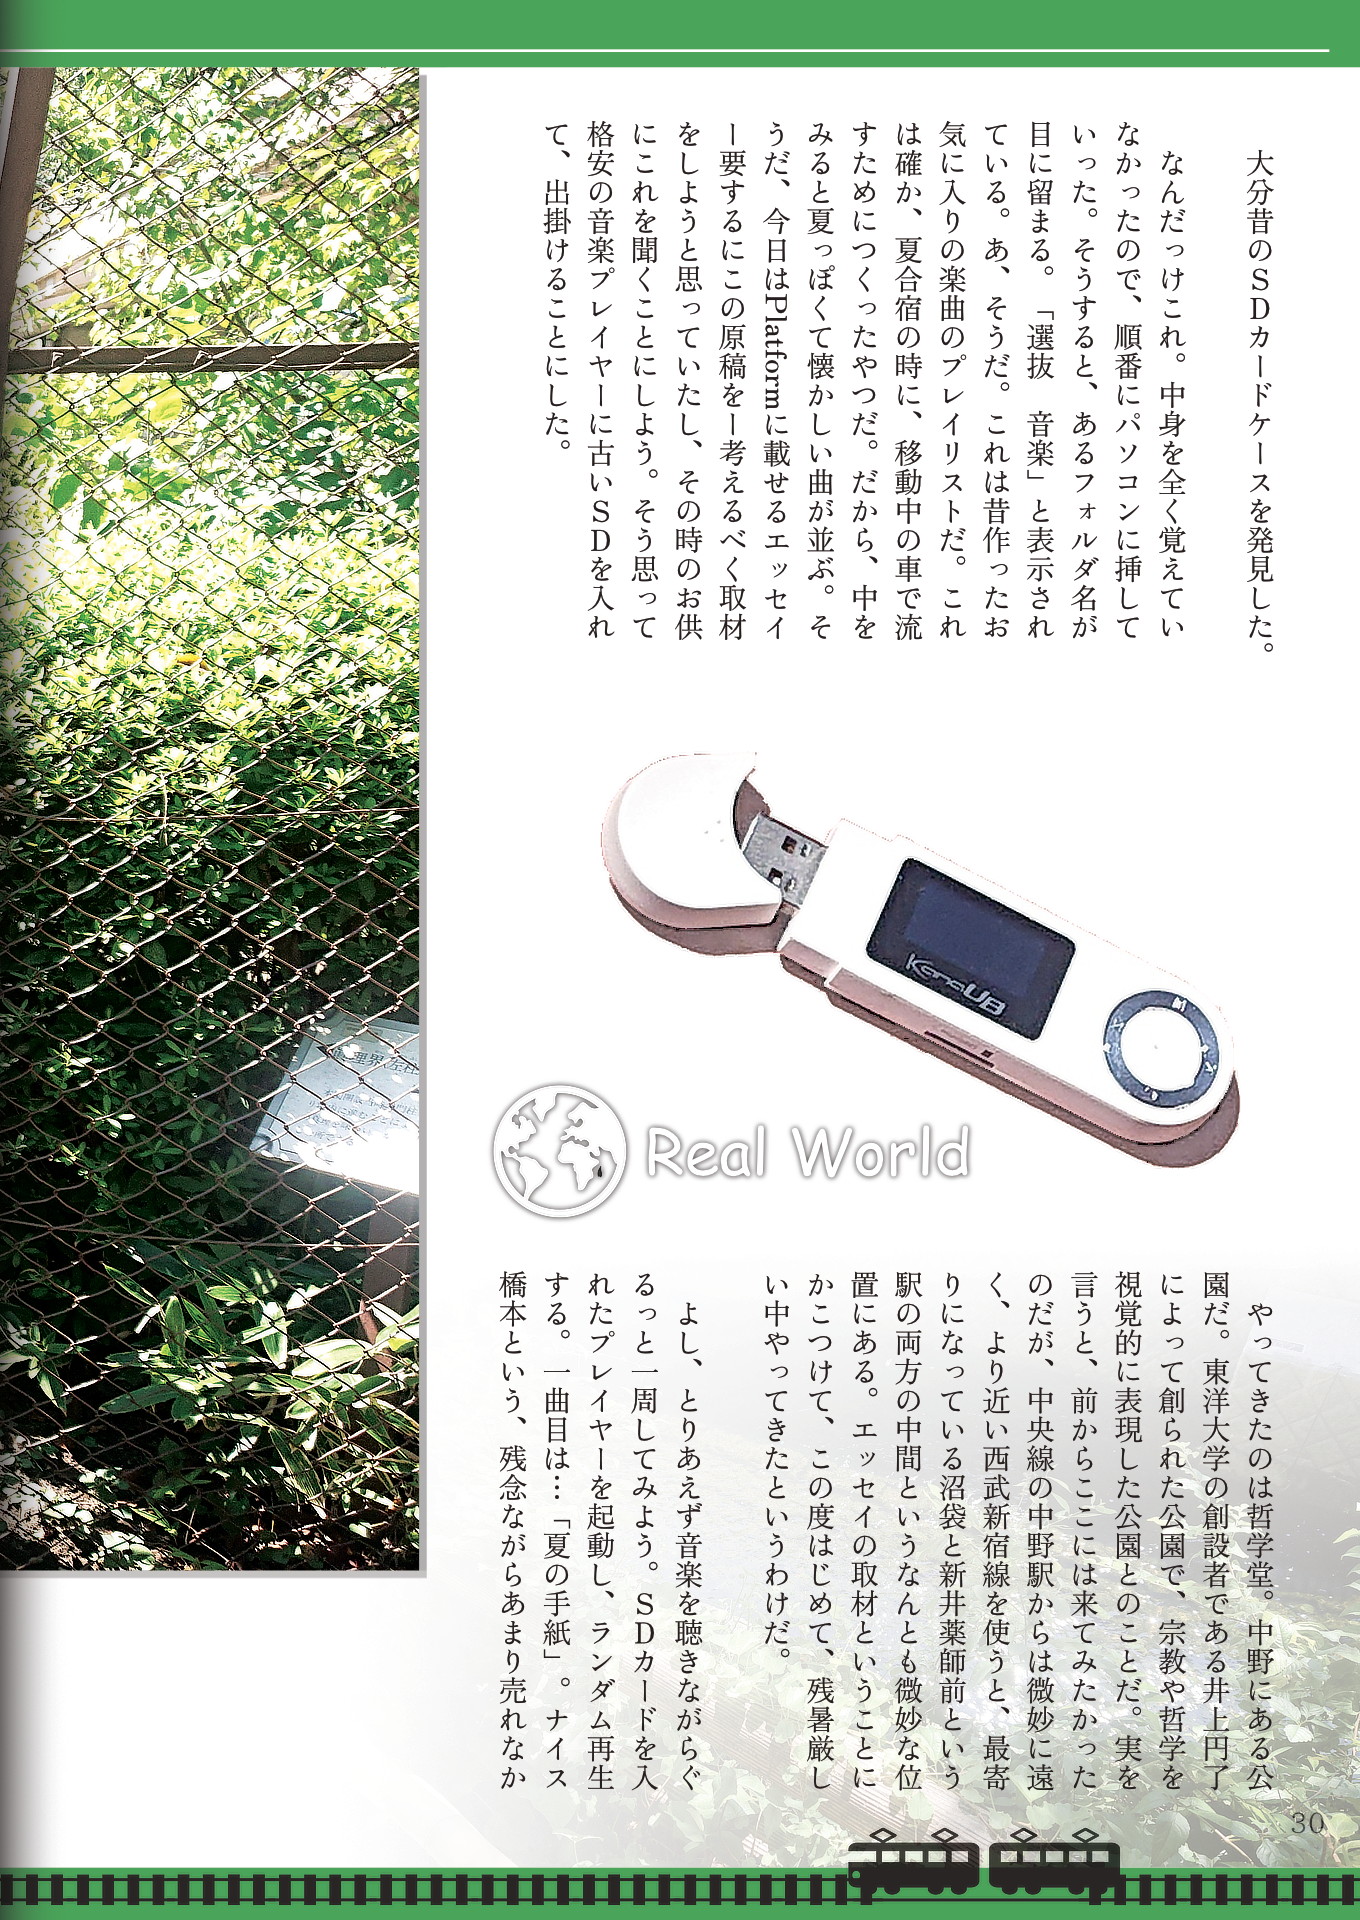 大分昔のSDカードケースを発見した。
なんだっけこれ。中身を全く覚えてい
なかったので、順番にパソコンに挿して
いった。そうすると、あるフォルダ名が
目に留まる。「選抜　音楽」と表示され
ている。あ、そうだ。これは昔作ったお
気に入りの楽曲のプレイリストだ。これ
は確か、夏合宿の時に、移動中の車で流
すためにつくったやつだ。だから、中を
みると夏っぽくて懐かしい曲が並ぶ。そ
うだ、今日はPlatformに載せるエッセイ
ー要するにこの原稿をー考えるべく取材
をしようと思っていたし、その時のお供
にこれを聞くことにしよう。そう思って
格安の音楽プレイヤーに古いSDを入れ
て、出掛けることにした。
KanaUB
Real World
やってきたのは哲学堂。中野にある公
園だ。東洋大学の創設者である井上円了
によって創られた公園で、宗教や哲学を
視覚的に表現した公園とのことだ。実を
言うと、前からここには来てみたかった
のだが、中央線の中野駅からは微妙に遠
く、より近い西武新宿線を使うと、最寄
りになっている沼袋と新井薬師前という
駅の両方の中間というなんとも微妙な位
置にある。エッセイの取材ということに
かこつけて、この度はじめて、残暑厳し
い中やってきたというわけだ。
よし、とりあえず音楽を聴きながらぐ
るっと一周してみよう。SDカードを入
れたプレイヤーを起動し、ランダム再生
する。一曲目は…「夏の手紙」。ナイス
橋本という、残念ながらあまり売れなか
30